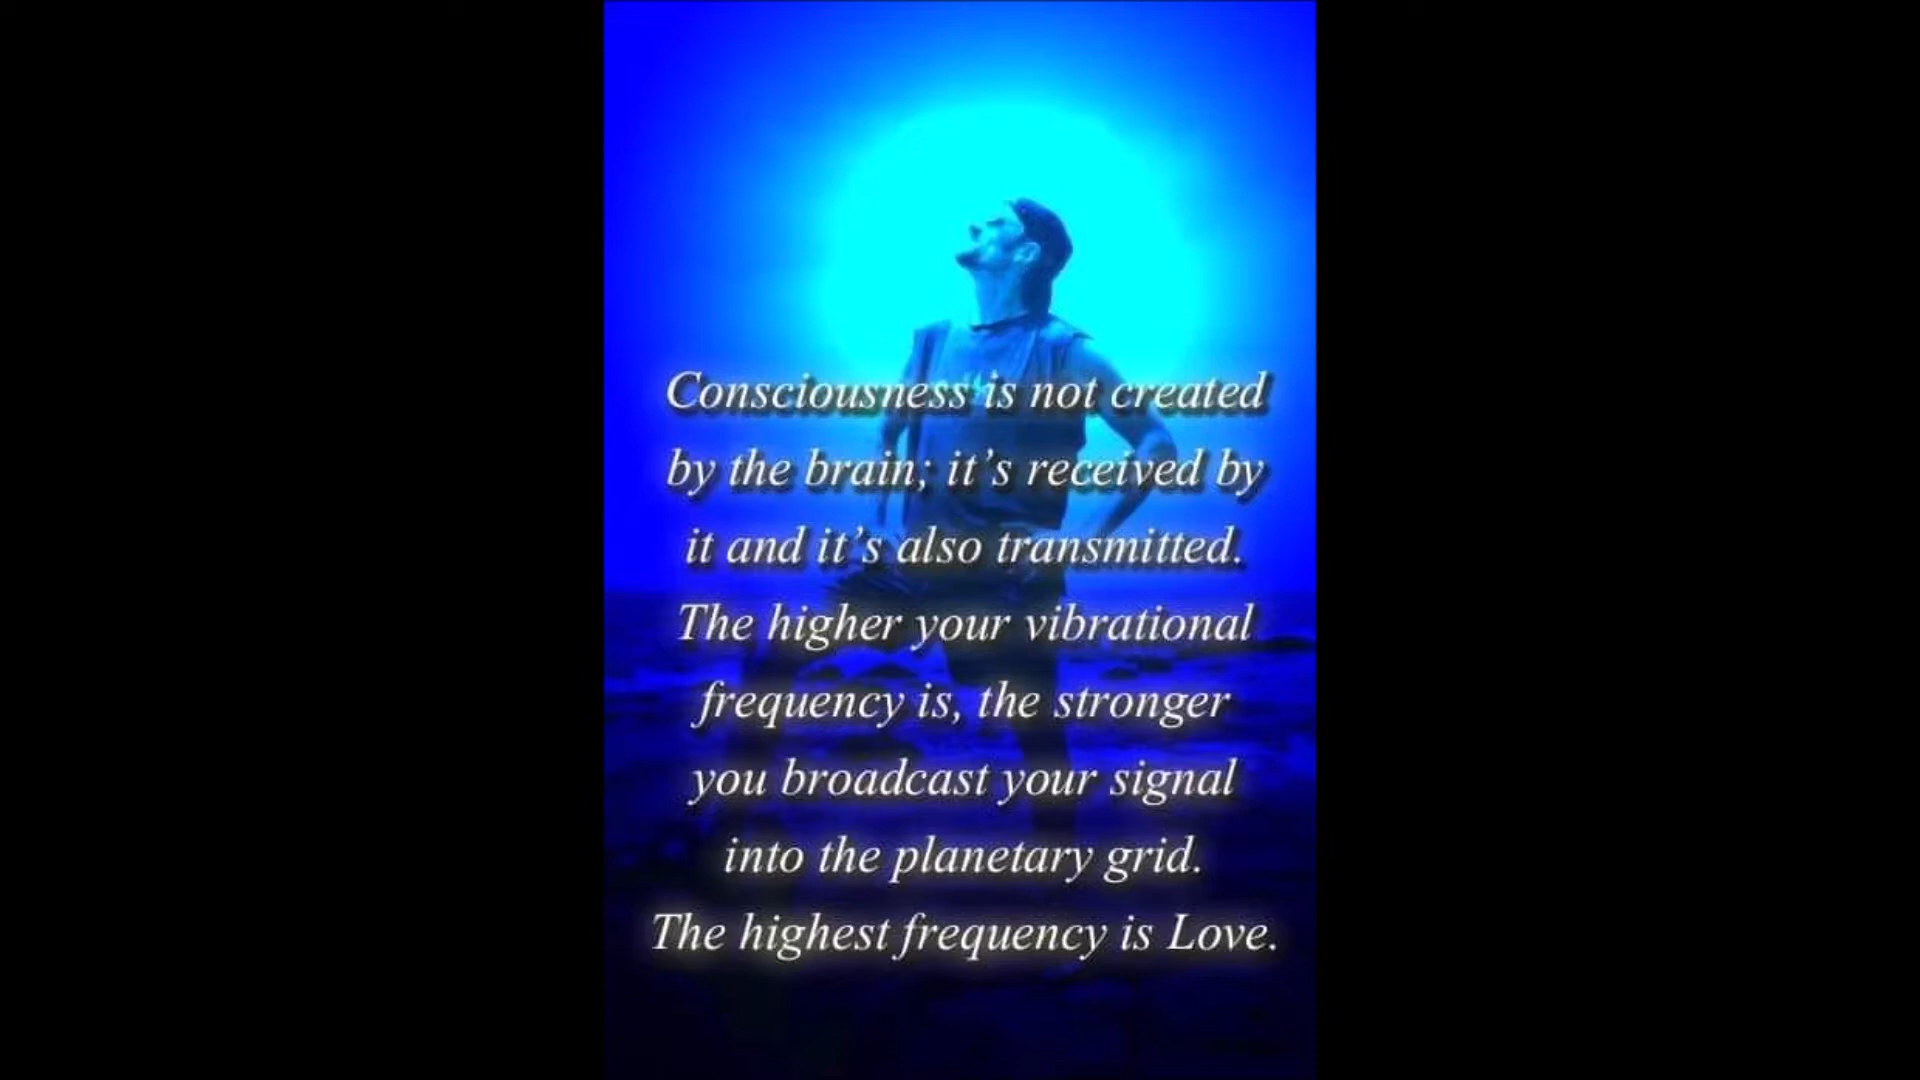 Consciousness is not created
by the brain; it’s received by
it and it’s also transmitted.
The higher your vibrational
frequency is, the stronger
you broadcast your signal
into the planetary grid.
The highest frequency is Love.